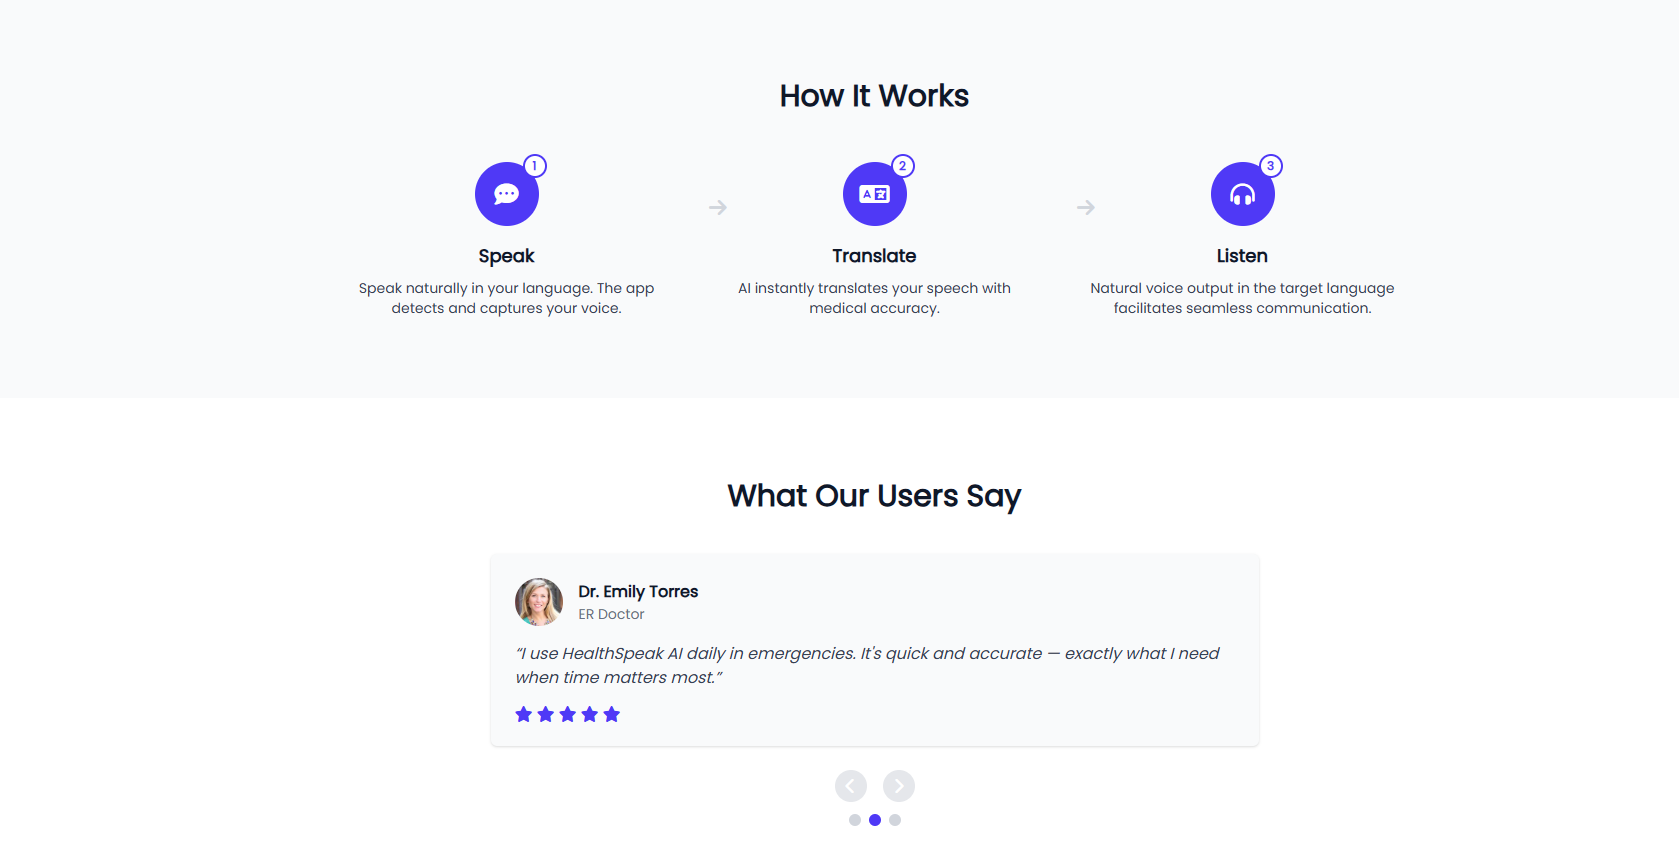 How It Works
1
2
3
Speak
Translate
Listen
Speak naturally in your language. The app
detects and captures your voice.
AI instantly translates your speech with
medical accuracy.
Natural voice output in the target language
facilitates seamless communication.
What Our Users Say
Dr. Emily Torres
ER Doctor
“I use HealthSpeak AI daily in emergencies. It's quick and accurate — exactly what I need
when time matters most.”